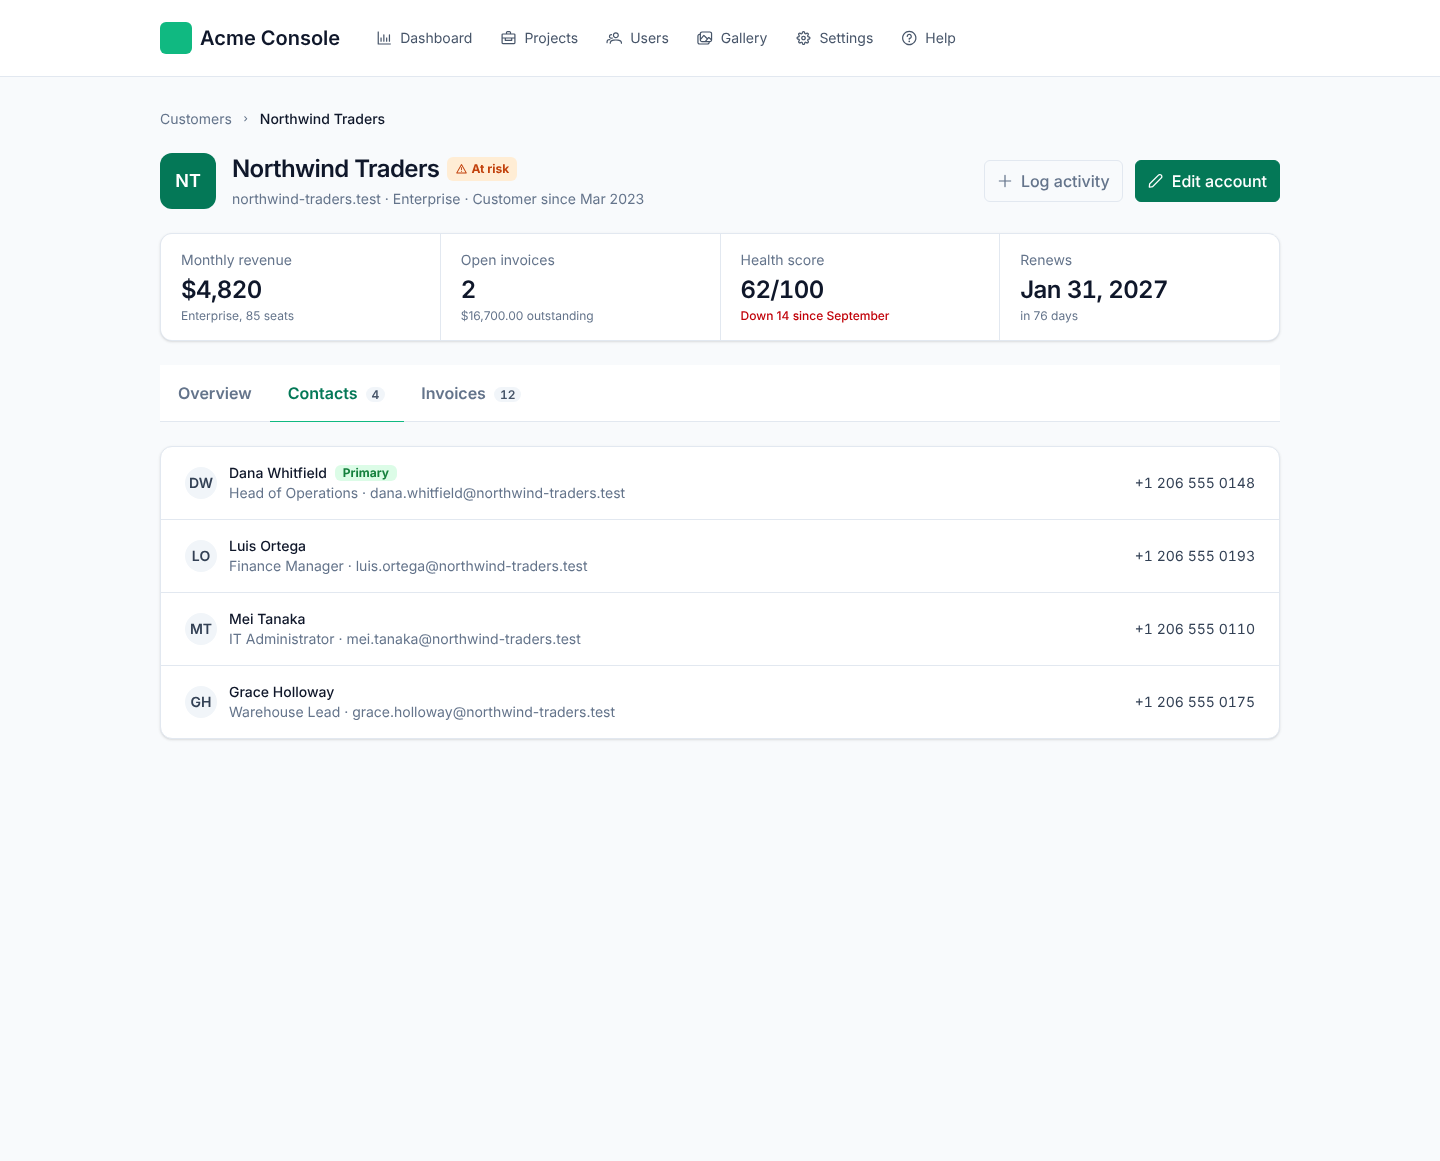 Acme Console
Dashboard
Projects
Users
Gallery
Settings
Help
Customers › Northwind Traders
NT
Northwind Traders
At risk
northwind-traders.test · Enterprise · Customer since Mar 2023
Log activity
Edit account
Monthly revenue
$4,820
Enterprise, 85 seats
Open invoices
2
$16,700.00 outstanding
Health score
62/100
Down 14 since September
Renews
Jan 31, 2027
in 76 days
Overview
Contacts 4
Invoices 12
DW
Dana Whitfield Primary
Head of Operations · dana.whitfield@northwind-traders.test
+1 206 555 0148
LO
Luis Ortega
Finance Manager · luis.ortega@northwind-traders.test
+1 206 555 0193
MT
Mei Tanaka
IT Administrator · mei.tanaka@northwind-traders.test
+1 206 555 0110
GH
Grace Holloway
Warehouse Lead · grace.holloway@northwind-traders.test
+1 206 555 0175